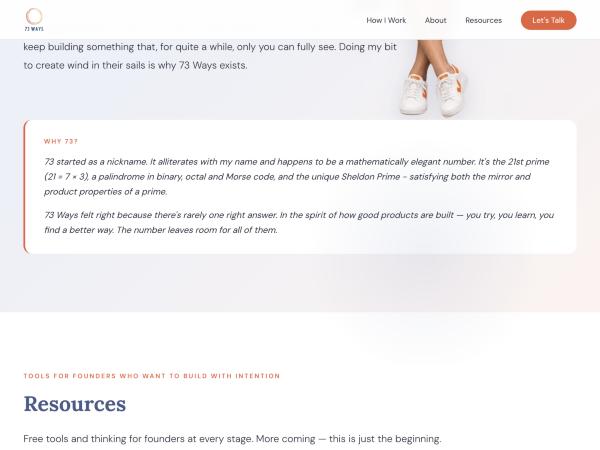 73 WAYS
How I Work
About
Resources
Let's Talk
keep building something that, for quite a while, only you can fully see. Doing my bit
to create wind in their sails is why 73 Ways exists.
WHY 73?
73 started as a nickname. It alliterates with my name and happens to be a mathematically elegant number. It's the 21st prime
(21 = 7 × 3), a palindrome in binary, octal and Morse code, and the unique Sheldon Prime – satisfying both the mirror and
product properties of a prime.
73 Ways felt right because there's rarely one right answer. In the spirit of how good products are built — you try, you learn, you
find a better way. The number leaves room for all of them.
TOOLS FOR FOUNDERS WHO WANT TO BUILD WITH INTENTION
Resources
Free tools and thinking for founders at every stage. More coming — this is just the beginning.